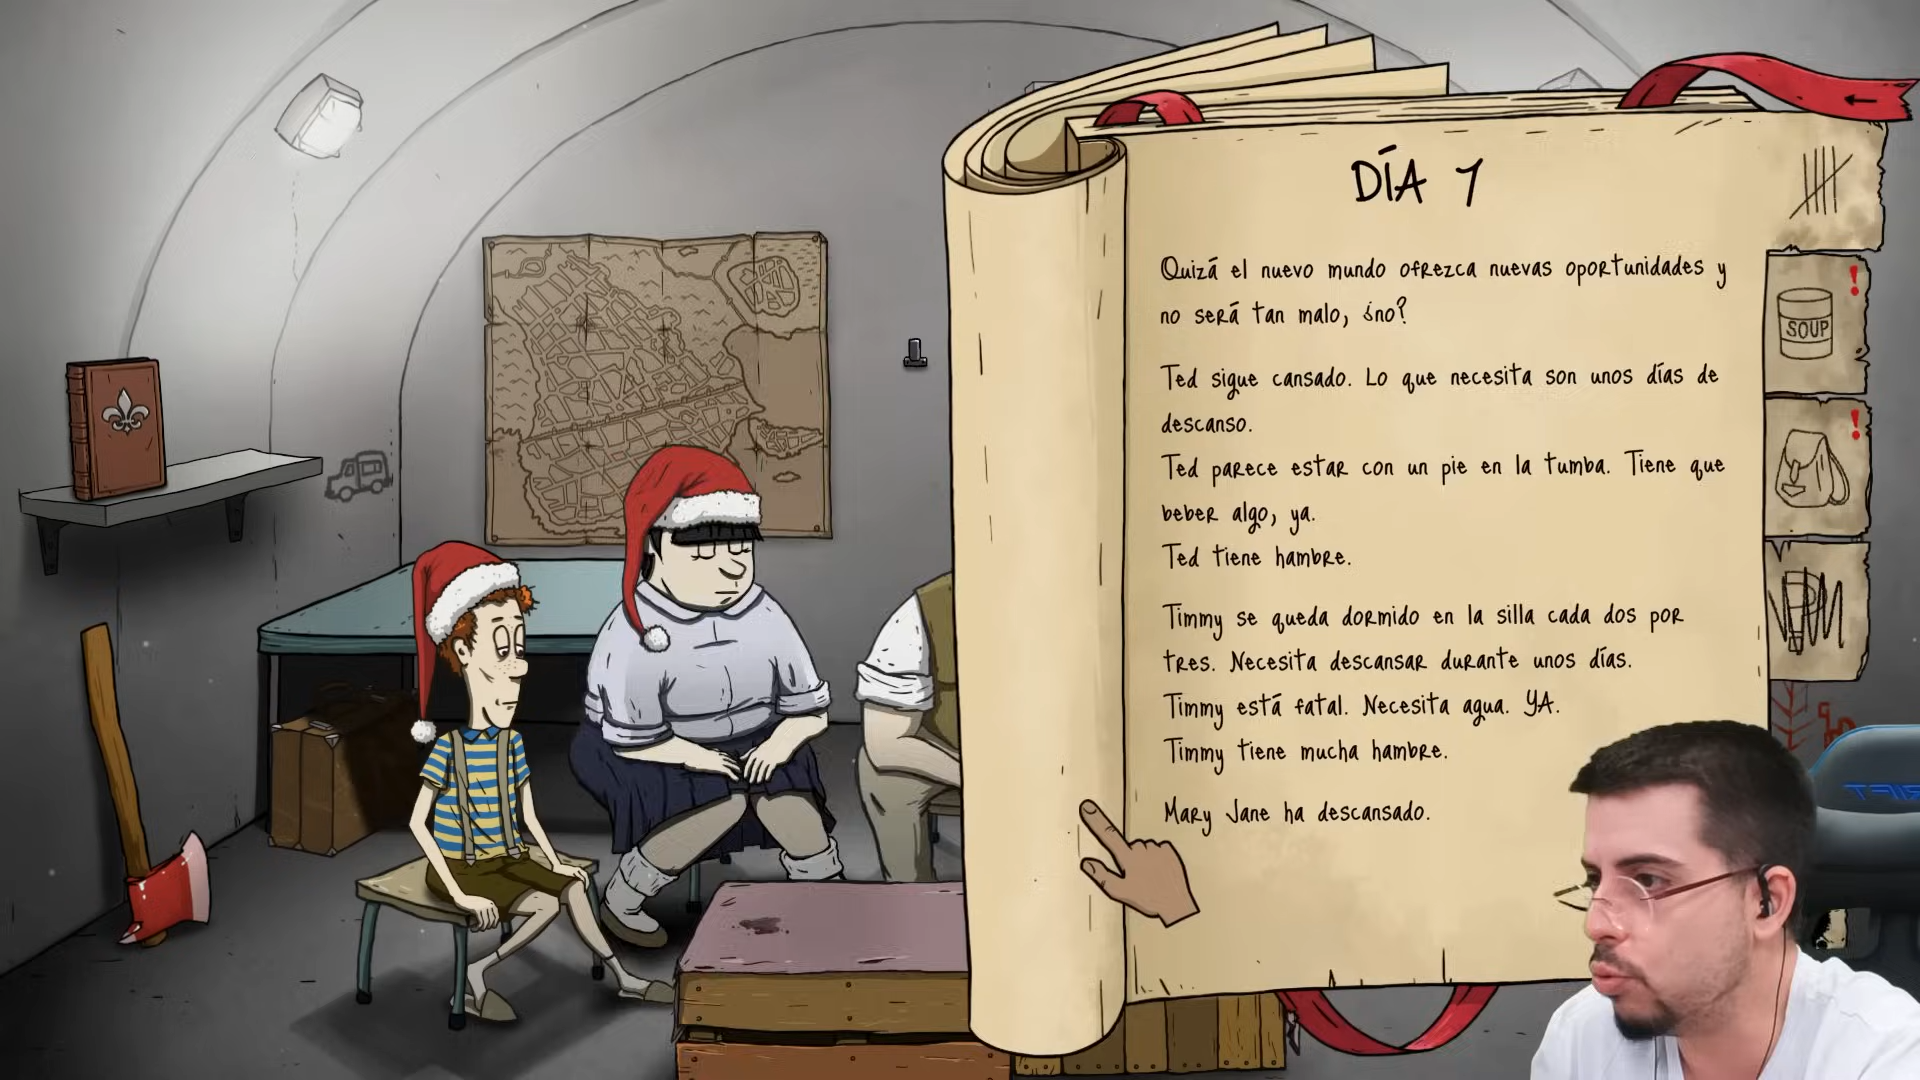 DÍA 7
Quizá el nuevo mundo ofrezca nuevas oportunidades y
no será tan malo, ¿no?
Ted sigue cansado. Lo que necesita son unos días de
descanso.
Ted parece estar con un pie en la tumba. Tiene que
beber algo, ya.
Ted tiene hambre.
Timmy se queda dormido en la silla cada dos por
tres. Necesita descansar durante unos días.
Timmy está fatal. Necesita agua. YA.
Timmy tiene mucha hambre.
Mary Jane ha descansado.
!
SOUP
!